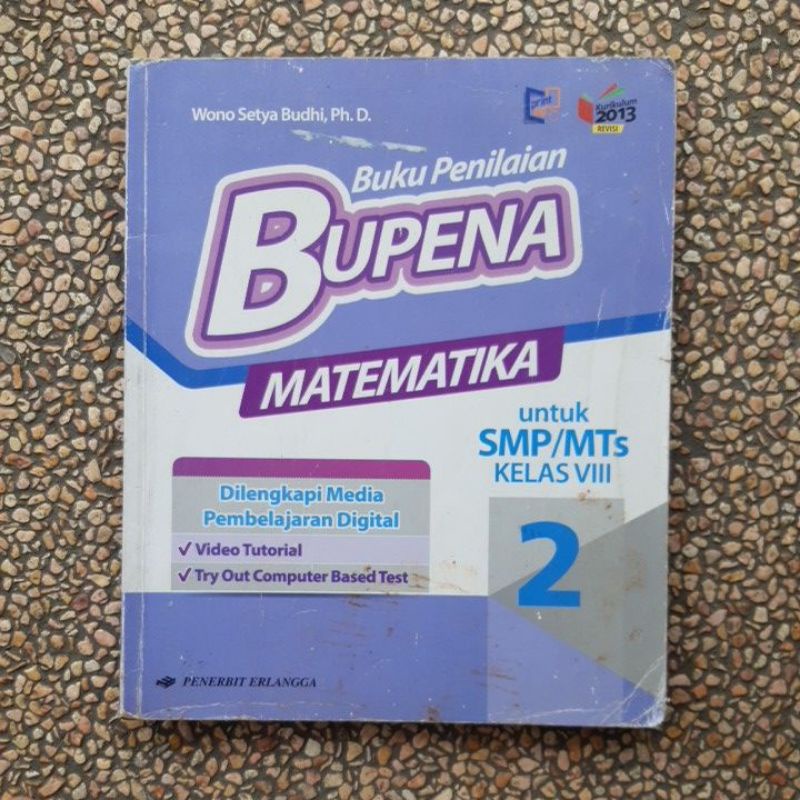 Wono Setya Budhi, Ph. D.
print
Kurikulum
2013
REVISI
Buku Penilaian
BUPENA
MATEMATIKA
untuk
SMP/MTs
KELAS VIII
2
Dilengkapi Media
Pembelajaran Digital
✓ Video Tutorial
✓ Try Out Computer Based Test
PENERBIT ERLANGGA